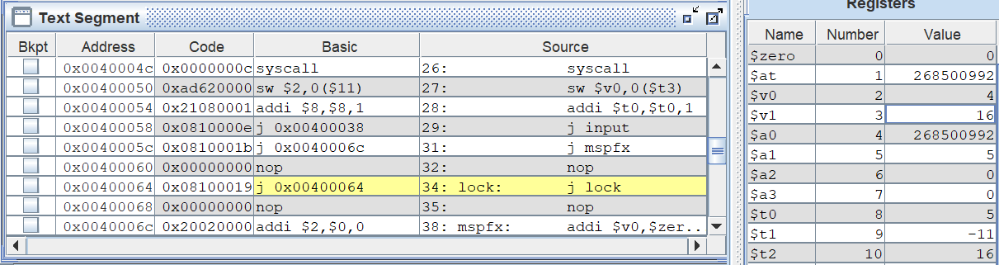 Text Segment
Bkpt Address Code Basic Source
0x0040004c 0x0000000c syscall 26: syscall
0x00400050 0xad620000 sw $2,0($11) 27: sw $v0,0($t3)
0x00400054 0x21080001 addi $8,$8,1 28: addi $t0,$t0,1
0x00400058 0x0810000e j 0x00400038 29: j input
0x0040005c 0x0810001b j 0x0040006c 31: j mspfx
0x00400060 0x00000000 nop 32: nop
0x00400064 0x08100019 j 0x00400064 34: lock: j lock
0x00400068 0x00000000 nop 35: nop
0x0040006c 0x20020000 addi $2,$0,0 38: mspfx: addi $v0,$zer..
Registers
Name Number Value
$zero 0 0
$at 1 268500992
$v0 2 4
$v1 3 16
$a0 4 268500992
$a1 5 5
$a2 6 0
$a3 7 0
$t0 8 5
$t1 9 -11
$t2 10 16